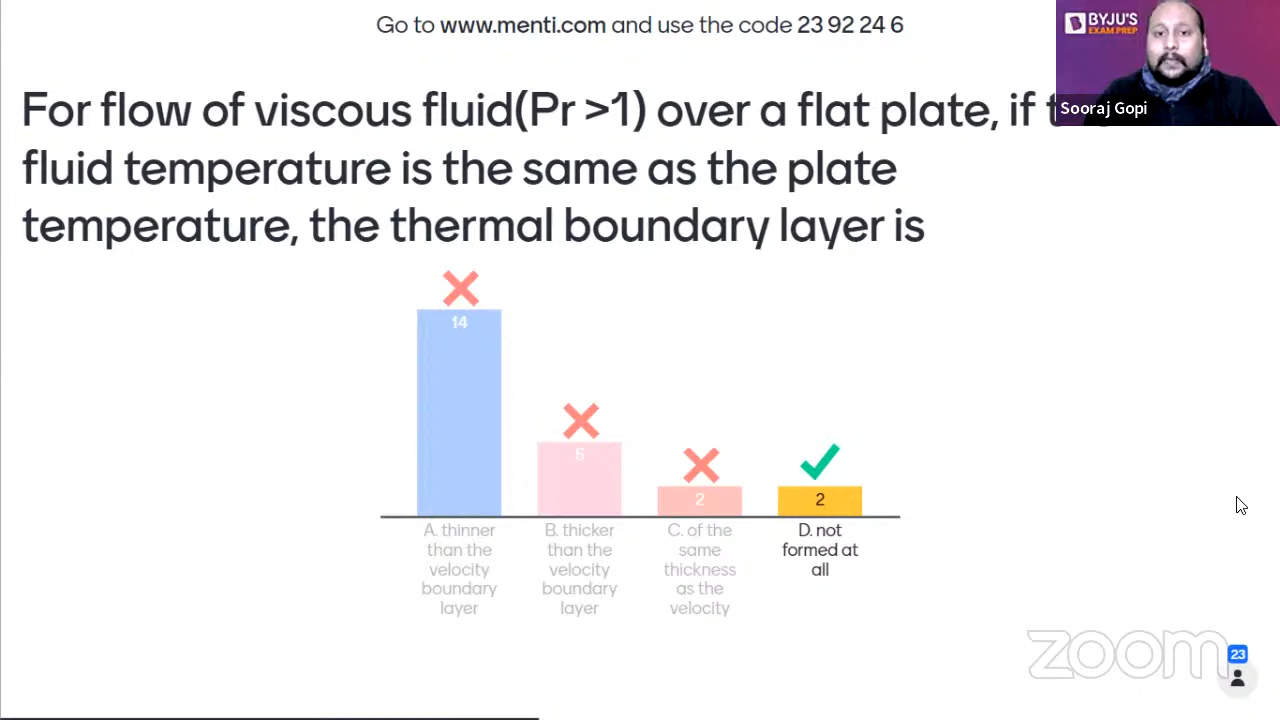 Go to www.menti.com and use the code 23 92 24 6
BYJU'S
EXAM PREP
Sooraj Gopi
For flow of viscous fluid(Pr >1) over a flat plate, if
fluid temperature is the same as the plate
temperature, the thermal boundary layer is
14
5
2
2
A. thinner
than the
velocity
boundary
layer
B. thicker
than the
velocity
boundary
layer
C. of the
same
thickness
as the
velocity
D. not
formed at
all
zoom
23